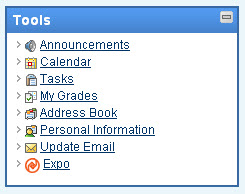 Tools
Announcements
Calendar
Tasks
My Grades
Address Book
Personal Information
Update Email
Expo